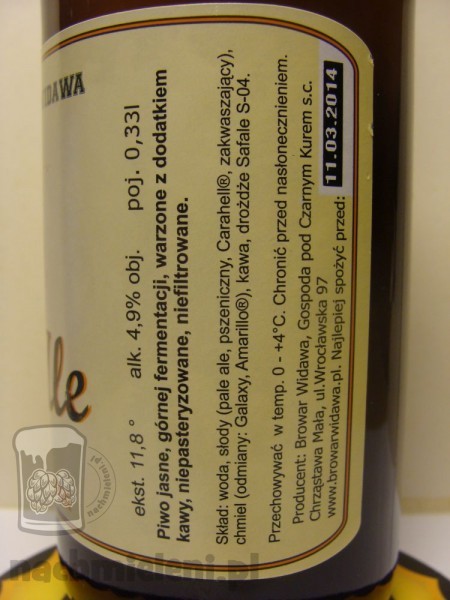 IDAWA
le
ekst. 11,8 ° alk. 4,9% obj. poj. 0,33l
Piwo jasne, górnej fermentacji, warzone z dodatkiem
kawy, niepasteryzowane, niefiltrowane.
Skład: woda, słody (pale ale, pszeniczny, Carahell®, zakwaszający),
chmiel (odmiany: Galaxy, Amarillo®), kawa, drożdże Safale S-04.
Przechowywać w temp. 0 - +4°C. Chronić przed nasłonecznieniem.
Producent: Browar Widawa, Gospoda pod Czarnym Kurem s.c.
Chrząstawa Mała, ul.Wrocławska 97
www.browarwidawa.pl. Najlepiej spożyć przed: 11.03.2014
nachmieleni.pl
nachmieleni.pl